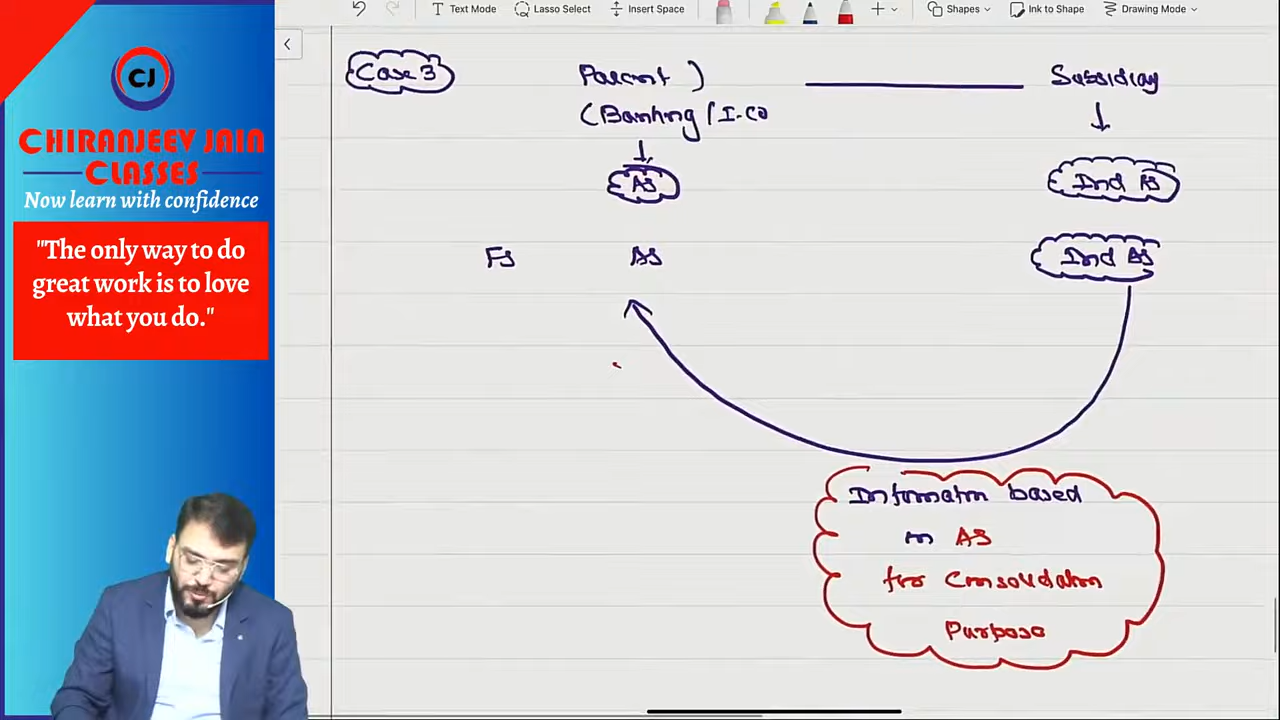 Text Mode Lasso Select Insert Space Shapes Ink to Shape Drawing Mode
CJ
CHIRANJEEV JAIN
CLASSES
Now learn with confidence
"The only way to do
great work is to love
what you do."
Case 3 Parent ) Subsidiary
(Banking / I.Co
AS Ind AS
FS AS Ind AS
Information based
on AS
for Consolidation
Purpose